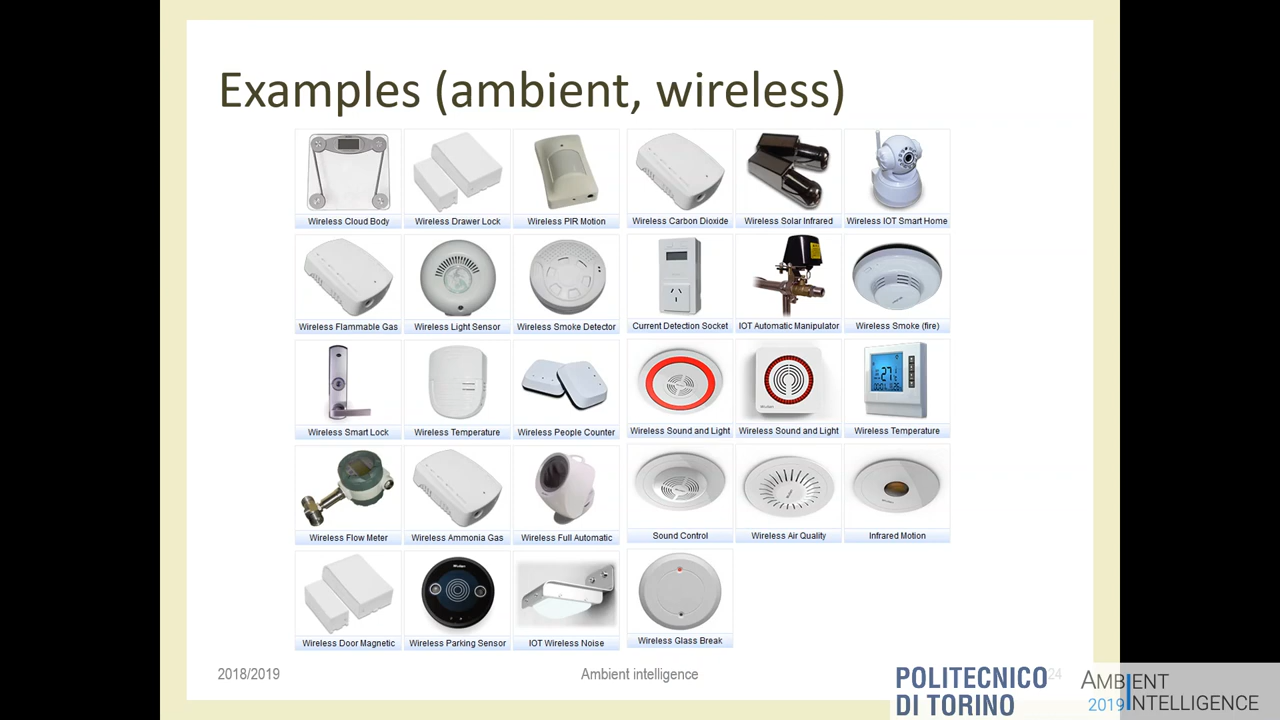 Examples (ambient, wireless)
Wireless Cloud Body
Wireless Drawer Lock
Wireless PIR Motion
Wireless Carbon Dioxide
Wireless Solar Infrared
Wireless IOT Smart Home
Wireless Flammable Gas
Wireless Light Sensor
Wireless Smoke Detector
Current Detection Socket
IOT Automatic Manipulator
Wireless Smoke (fire)
Wireless Smart Lock
Wireless Temperature
Wireless People Counter
Wireless Sound and Light
Wireless Sound and Light
Wireless Temperature
Wireless Flow Meter
Wireless Ammonia Gas
Wireless Full Automatic
Sound Control
Wireless Air Quality
Infrared Motion
Wireless Door Magnetic
Wireless Parking Sensor
IOT Wireless Noise
Wireless Glass Break
2018/2019
Ambient intelligence
24
POLITECNICO
DI TORINO
AMBIENT
2019 INTELLIGENCE